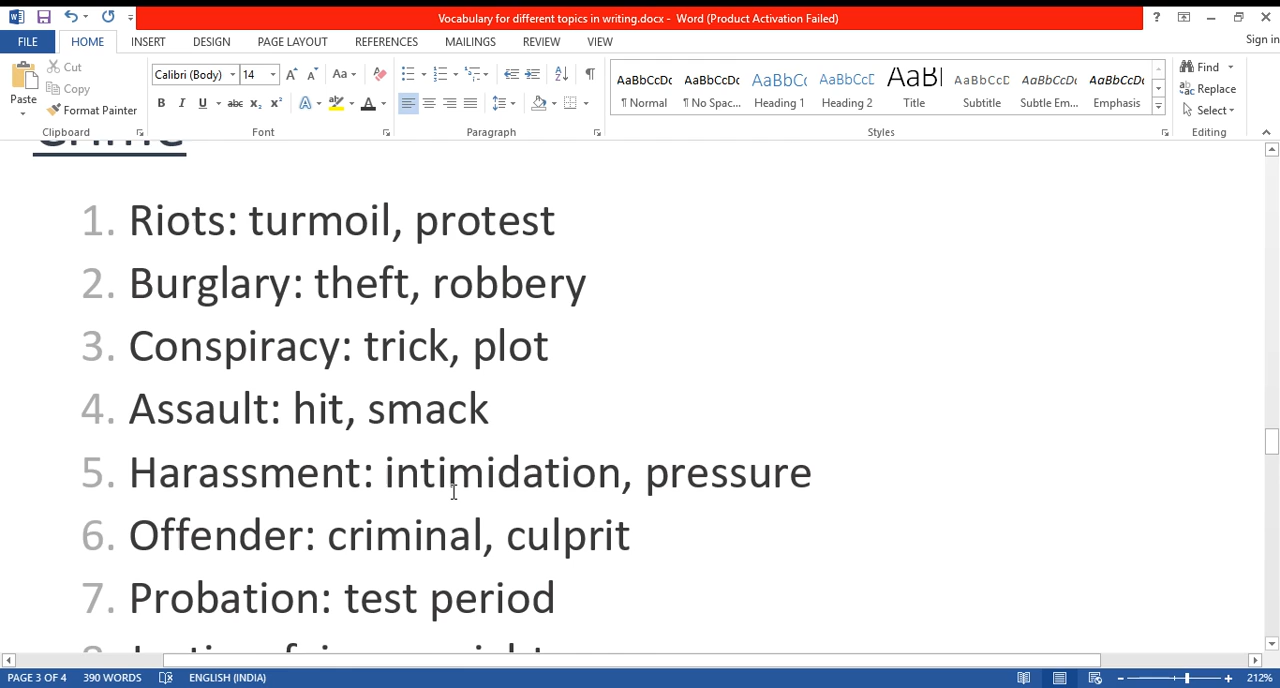 Vocabulary for different topics in writing.docx - Word (Product Activation Failed)
FILE HOME INSERT DESIGN PAGE LAYOUT REFERENCES MAILINGS REVIEW VIEW Sign in
Paste
Cut
Copy
Format Painter
Clipboard
Calibri (Body) 14
Font
Paragraph
AaBbCcDc AaBbCcDc AaBbCc AaBbCcC AaBl AaBbCcD AaBbCcDc AaBbCcDc
¶ Normal ¶ No Spac... Heading 1 Heading 2 Title Subtitle Subtle Em... Emphasis
Styles
Find
Replace
Select
Editing
Crime
1. Riots: turmoil, protest
2. Burglary: theft, robbery
3. Conspiracy: trick, plot
4. Assault: hit, smack
5. Harassment: intimidation, pressure
6. Offender: criminal, culprit
7. Probation: test period
PAGE 3 OF 4 390 WORDS ENGLISH (INDIA) 212%